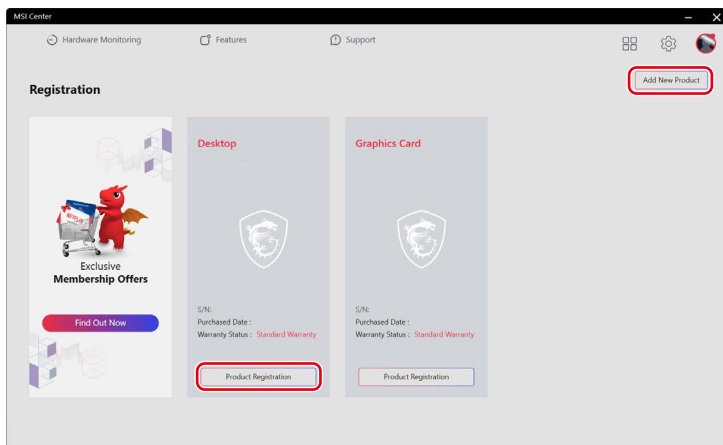 MSI Center
Hardware Monitoring
Features
Support
Add New Product
Registration
Exclusive
Membership Offers
Find Out Now
NETFLIX
Desktop
S/N:
Purchased Date :
Warranty Status : Standard Warranty
Product Registration
Graphics Card
S/N:
Purchased Date :
Warranty Status : Standard Warranty
Product Registration